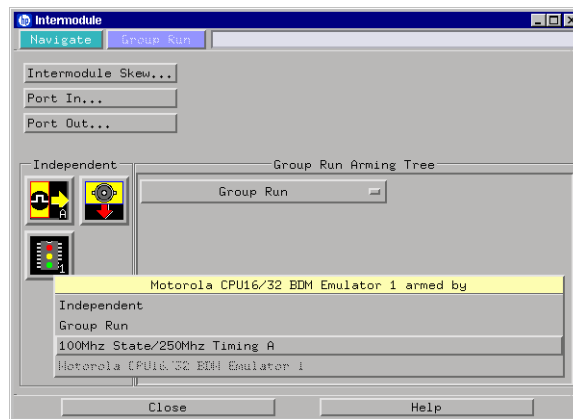 hp Intermodule
Navigate Group Run
Intermodule Skew...
Port In...
Port Out...
Independent Group Run Arming Tree
A Group Run
1
Motorola CPU16/32 BDM Emulator 1 armed by
Independent
Group Run
100Mhz State/250Mhz Timing A
Motorola CPU16/32 BDM Emulator 1
Close Help